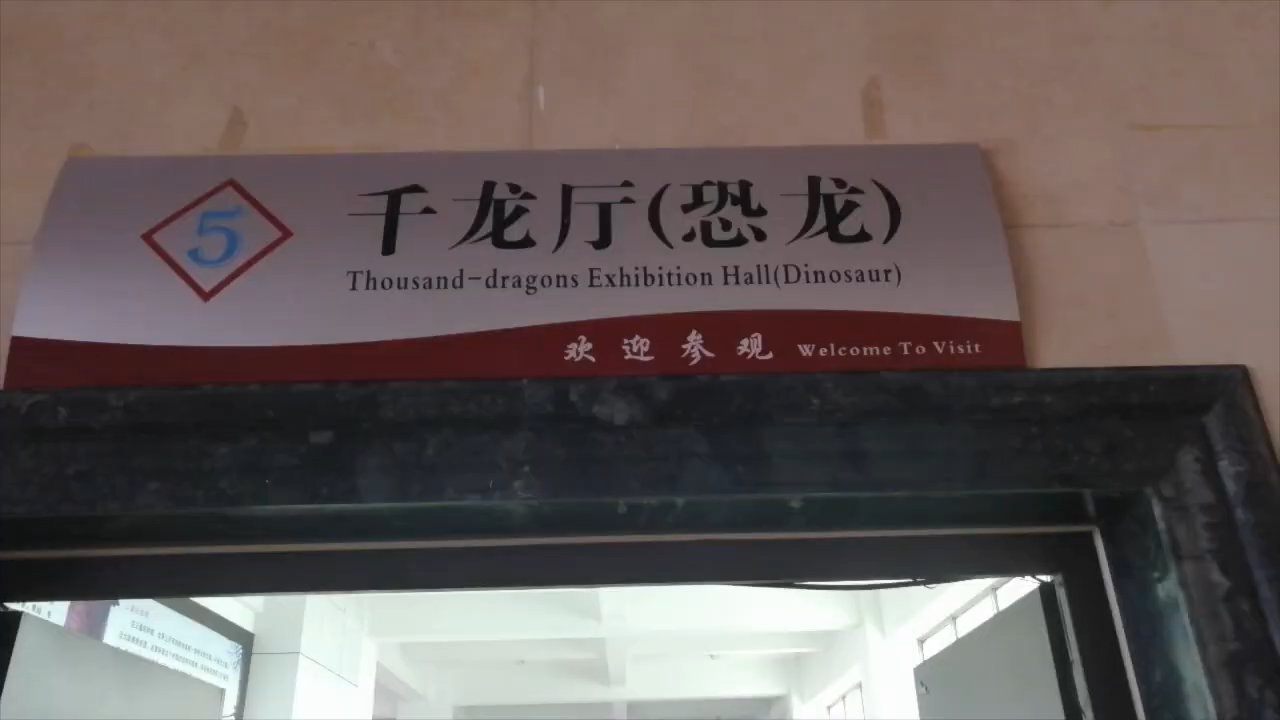 5
千龙厅(恐龙)
Thousand-dragons Exhibition Hall(Dinosaur)
欢迎参观 Welcome To Visit